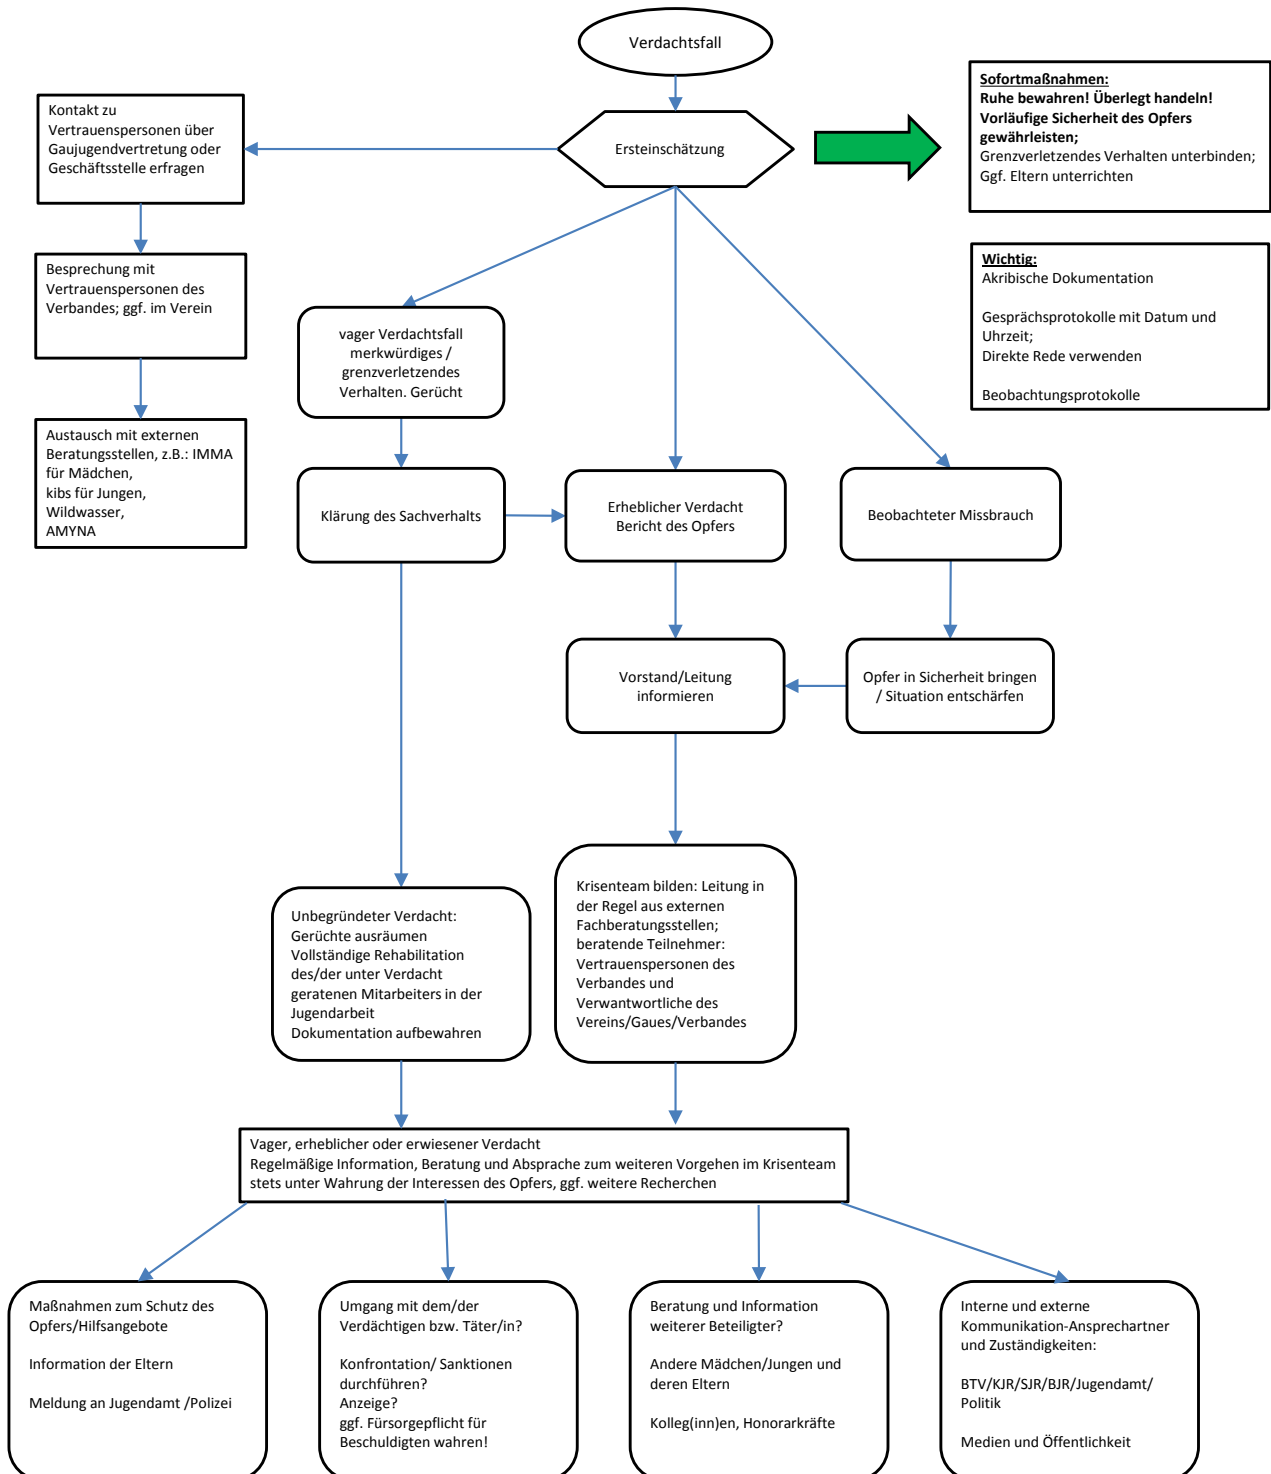 Verdachtsfall
Ersteinschätzung
Sofortmaßnahmen:
Ruhe bewahren! Überlegt handeln!
Vorläufige Sicherheit des Opfers
gewährleisten;
Grenzverletzendes Verhalten unterbinden;
Ggf. Eltern unterrichten
Kontakt zu
Vertrauenspersonen über
Gaujugendvertretung oder
Geschäftsstelle erfragen
Wichtig:
Akribische Dokumentation
Gesprächsprotokolle mit Datum und
Uhrzeit;
Direkte Rede verwenden
Beobachtungsprotokolle
Besprechung mit
Vertrauenspersonen des
Verbandes; ggf. im Verein
vager Verdachtsfall
merkwürdiges /
grenzverletzendes
Verhalten. Gerücht
Austausch mit externen
Beratungsstellen, z.B.: IMMA
für Mädchen,
kibs für Jungen,
Wildwasser,
AMYNA
Klärung des Sachverhalts
Erheblicher Verdacht
Bericht des Opfers
Beobachteter Missbrauch
Vorstand/Leitung
informieren
Opfer in Sicherheit bringen
/ Situation entschärfen
Unbegründeter Verdacht:
Gerüchte ausräumen
Vollständige Rehabilitation
des/der unter Verdacht
geratenen Mitarbeiters in der
Jugendarbeit
Dokumentation aufbewahren
Krisenteam bilden: Leitung in
der Regel aus externen
Fachberatungsstellen;
beratende Teilnehmer:
Vertrauenspersonen des
Verbandes und
Verwantwortliche des
Vereins/Gaues/Verbandes
Vager, erheblicher oder erwiesener Verdacht
Regelmäßige Information, Beratung und Absprache zum weiteren Vorgehen im Krisenteam
stets unter Wahrung der Interessen des Opfers, ggf. weitere Recherchen
Maßnahmen zum Schutz des
Opfers/Hilfsangebote
Information der Eltern
Meldung an Jugendamt /Polizei
Umgang mit dem/der
Verdächtigen bzw. Täter/in?
Konfrontation/ Sanktionen
durchführen?
Anzeige?
ggf. Fürsorgepflicht für
Beschuldigten wahren!
Beratung und Information
weiterer Beteiligter?
Andere Mädchen/Jungen und
deren Eltern
Kolleg(inn)en, Honorarkräfte
Interne und externe
Kommunikation-Ansprechartner
und Zuständigkeiten:
BTV/KJR/SJR/BJR/Jugendamt/
Politik
Medien und Öffentlichkeit